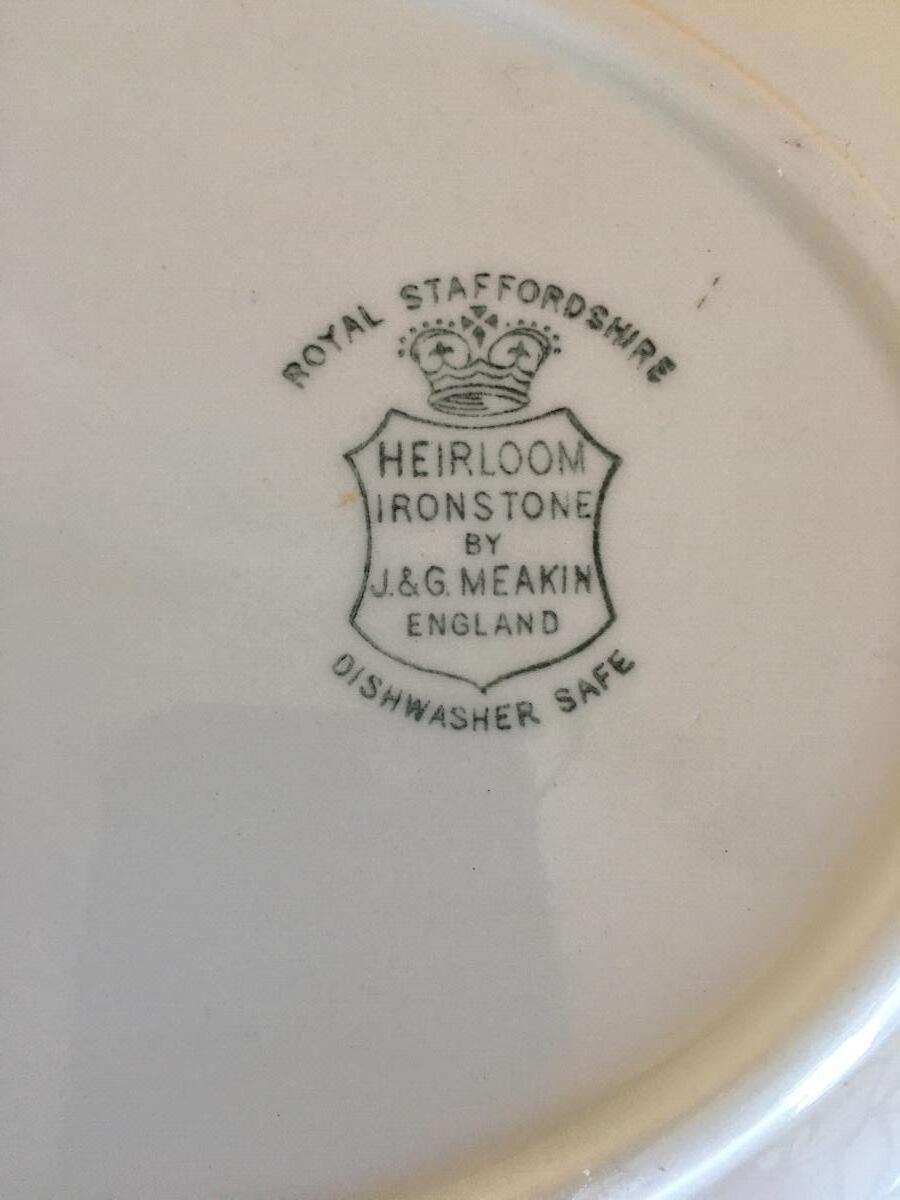 ROYAL STAFFORDSHIRE
HEIRLOOM
IRONSTONE
BY
J.&G. MEAKIN
ENGLAND
DISHWASHER SAFE